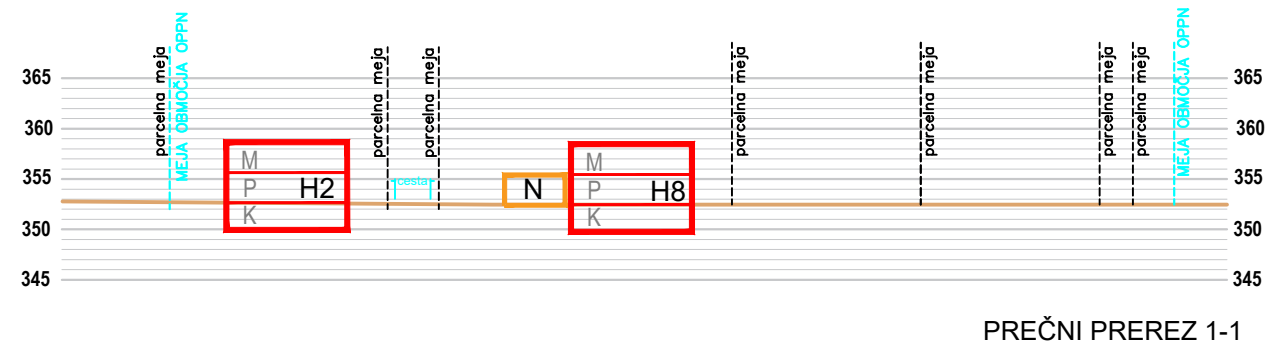 parcelna meja
MEJA OBMOČJA OPPN
parcelna meja
parcelna meja
parcelna meja
parcelna meja
parcelna meja
parcelna meja
MEJA OBMOČJA OPPN
365
365
360
360
355
355
350
350
345
345
M
P
H2
K
cesta
N
M
P
H8
K
PREČNI PREREZ 1-1